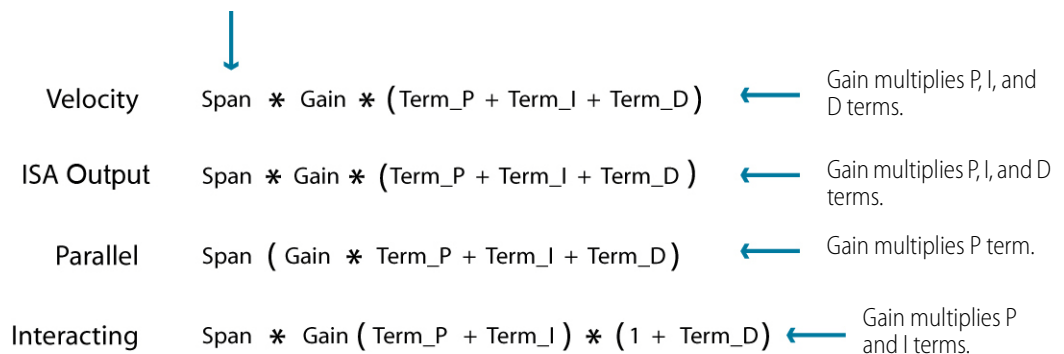 Velocity Span * Gain * (Term_P + Term_I + Term_D) Gain multiplies P, I, and
D terms.
ISA Output Span * Gain * (Term_P + Term_I + Term_D) Gain multiplies P, I, and D
terms.
Parallel Span (Gain * Term_P + Term_I + Term_D) Gain multiplies P term.
Interacting Span * Gain (Term_P + Term_I) * (1 + Term_D) Gain multiplies P
and I terms.